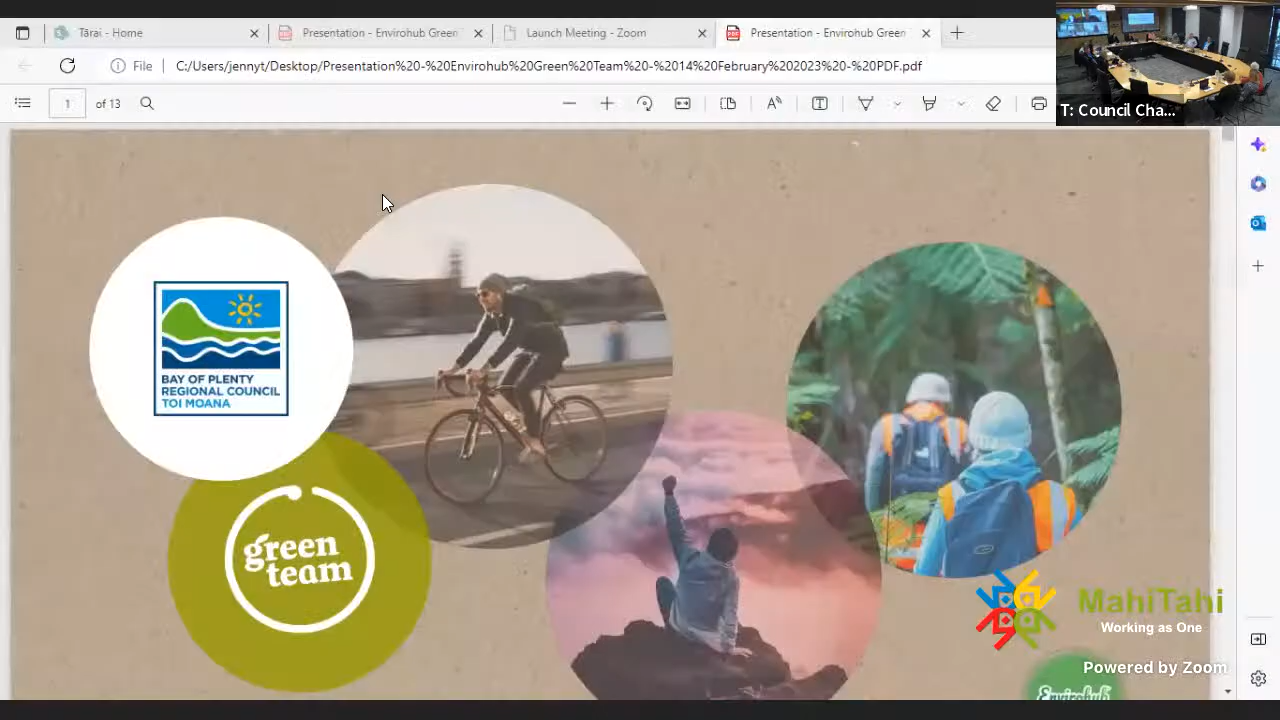 Tārai - Home
Presentation Envirohub Green
Launch Meeting - Zoom
Presentation - Envirohub Green
File
C:/Users/jennyt/Desktop/Presentation%20-%20Envirohub%20Green%20Team%20-%2014%20February%202023%20-%20PDF.pdf
1 of 13
T: Council Cha...
BAY OF PLENTY
REGIONAL COUNCIL
TOI MOANA
green
team
MahiTahi
Working as One
Powered by Zoom
Envirohub